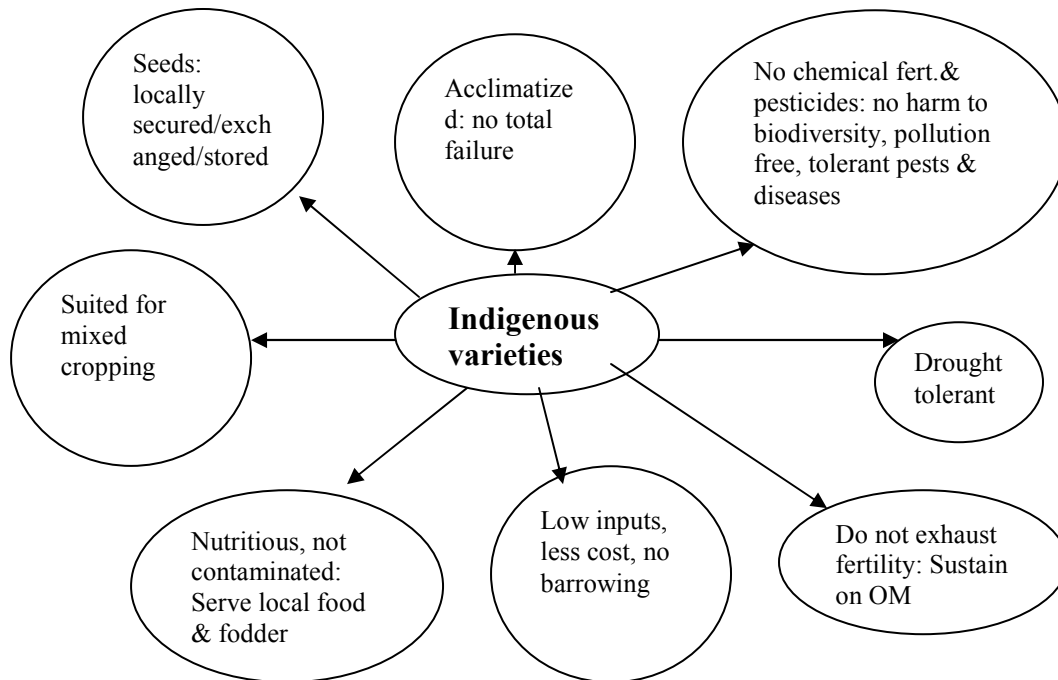 Seeds:
locally
secured/exch
anged/stored
Acclimatize
d: no total
failure
No chemical fert.&
pesticides: no harm to
biodiversity, pollution
free, tolerant pests &
diseases
Suited for
mixed
cropping
Indigenous
varieties
Drought
tolerant
Nutritious, not
contaminated:
Serve local food
& fodder
Low inputs,
less cost, no
barrowing
Do not exhaust
fertility: Sustain
on OM